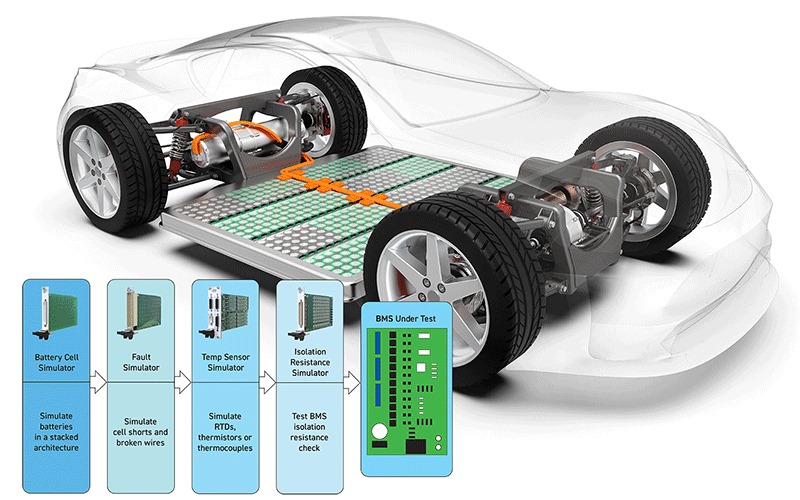 Battery Cell
Simulator
Simulate
batteries
in a stacked
architecture
Fault
Simulator
Simulate
cell shorts and
broken wires
Temp Sensor
Simulator
Simulate
RTDs,
thermistors or
thermocouples
Isolation
Resistance
Simulator
Test BMS
isolation
resistance
check
BMS Under Test